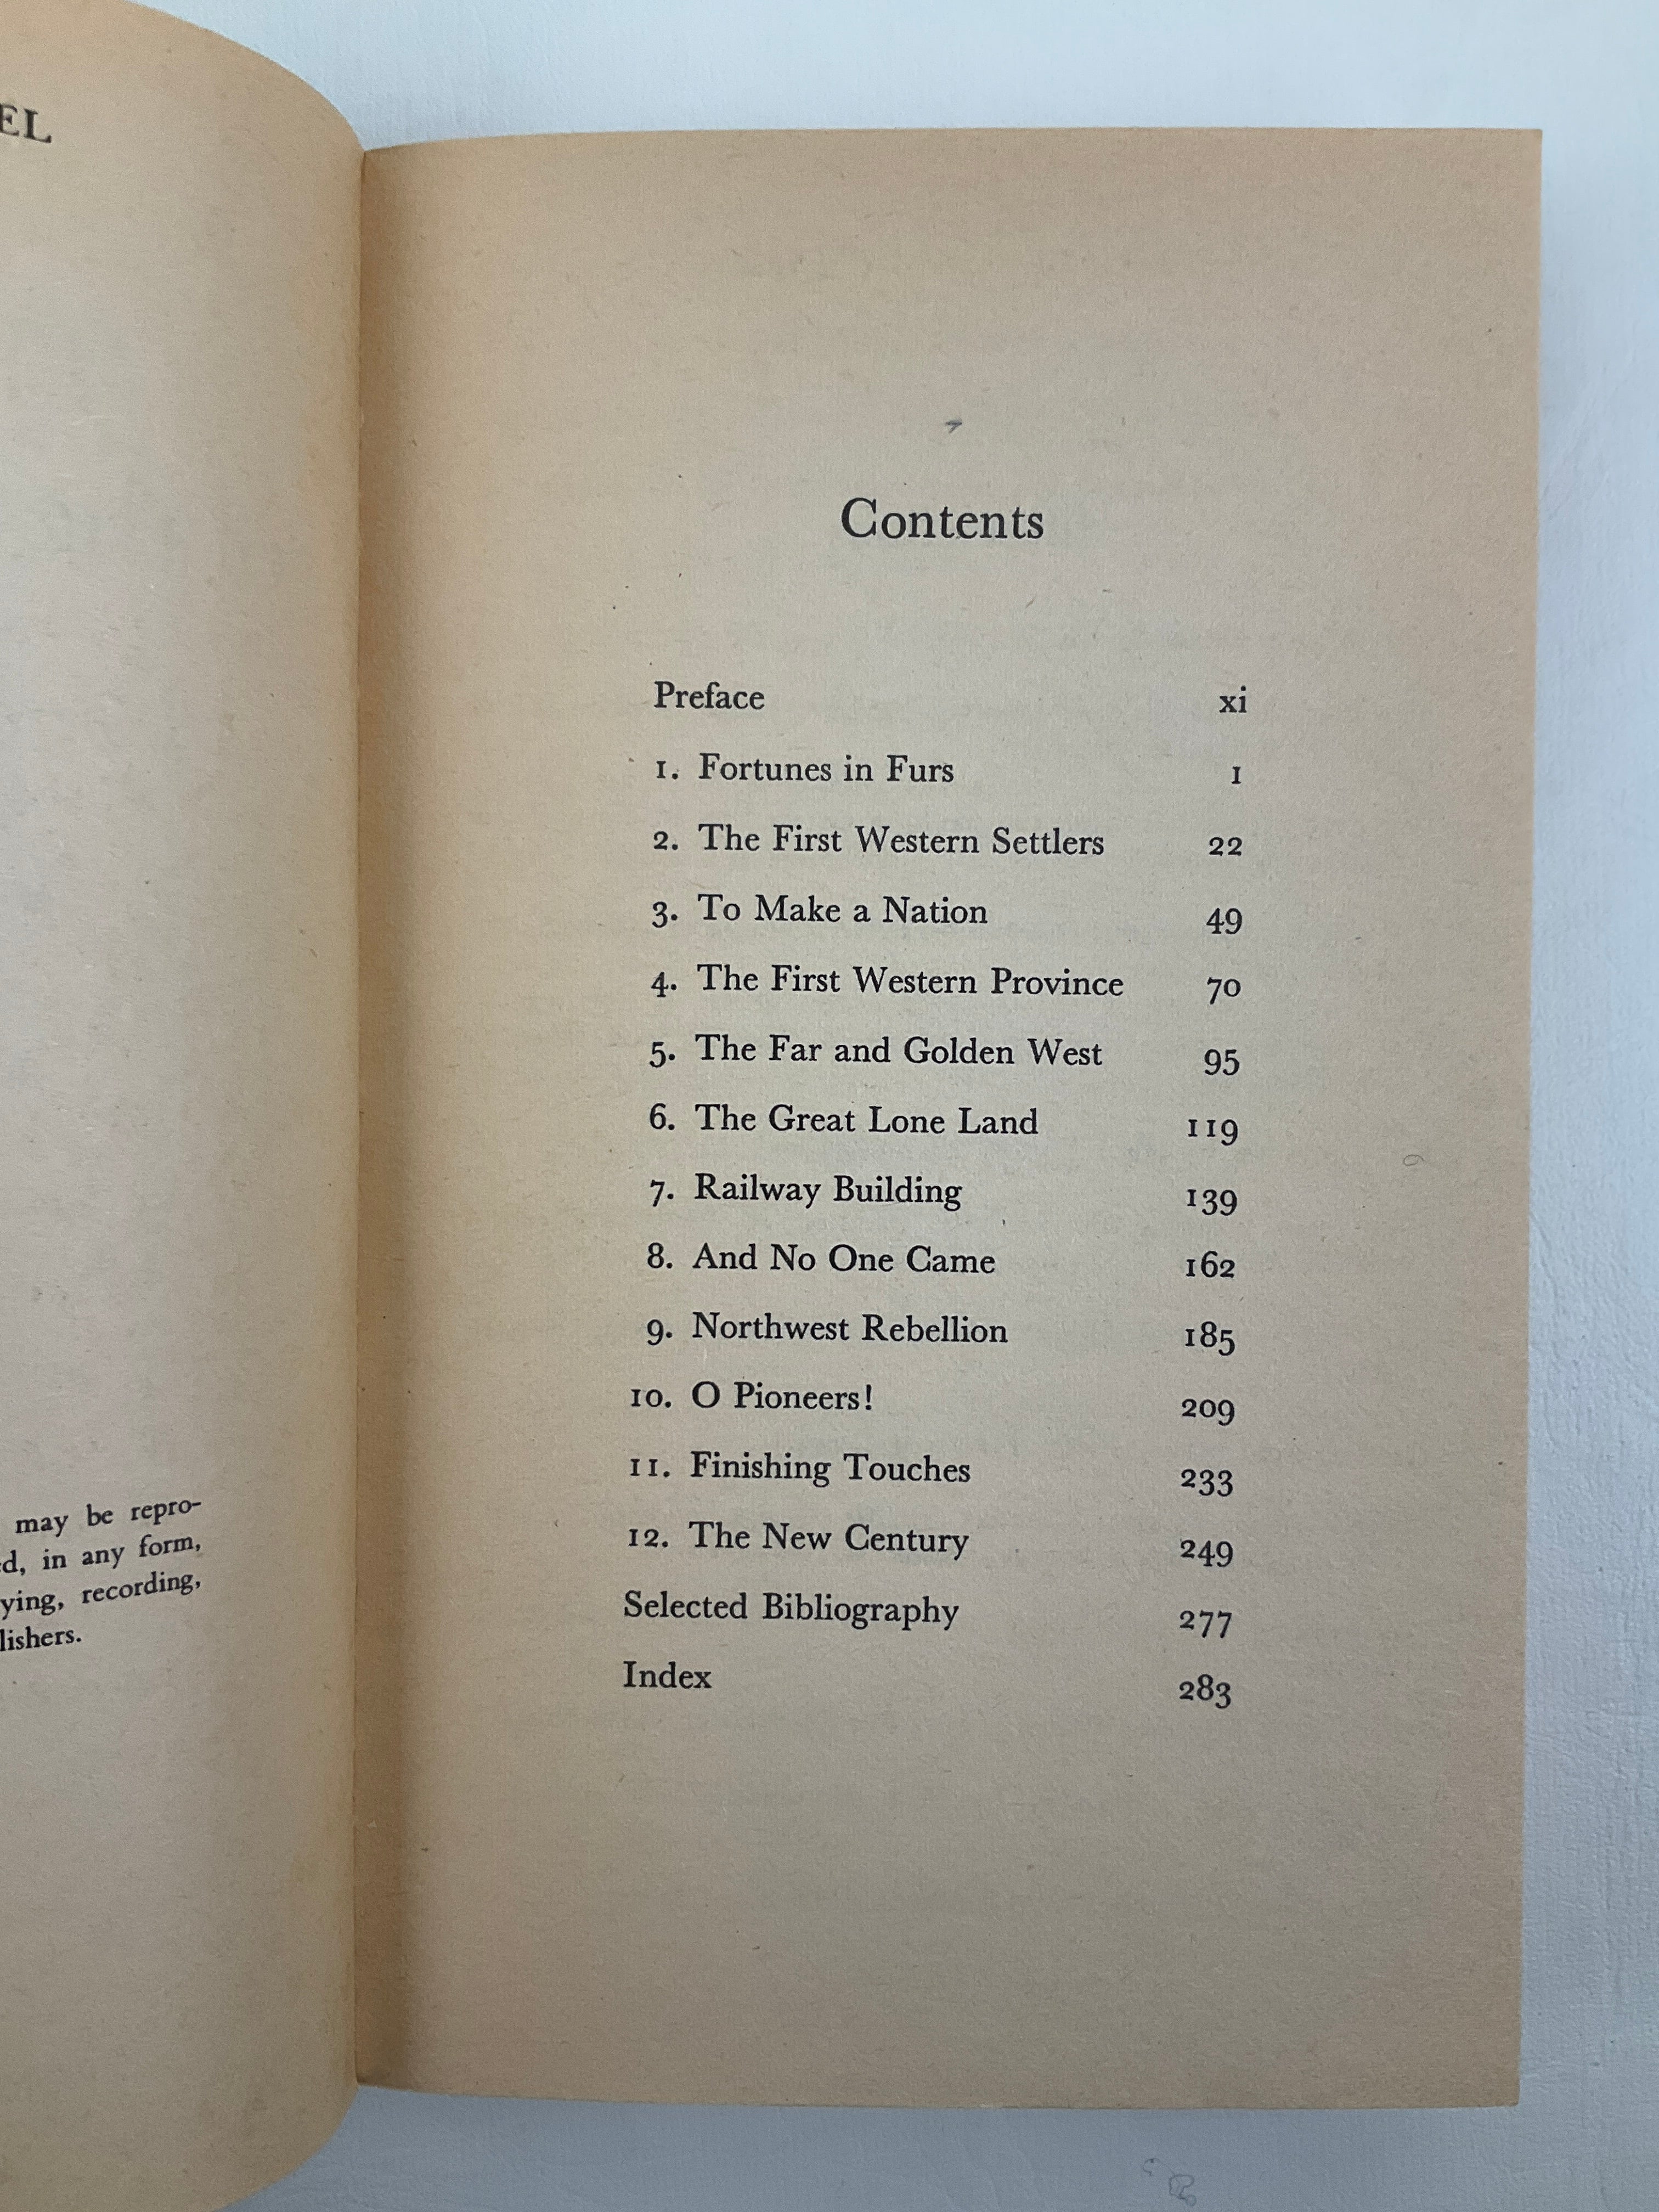 EL
may be repro-
ed, in any form,
ying, recording,
lishers.
Contents
Preface xi
1. Fortunes in Furs 1
2. The First Western Settlers 22
3. To Make a Nation 49
4. The First Western Province 70
5. The Far and Golden West 95
6. The Great Lone Land 119
7. Railway Building 139
8. And No One Came 162
9. Northwest Rebellion 185
10. O Pioneers! 209
11. Finishing Touches 233
12. The New Century 249
Selected Bibliography 277
Index 283